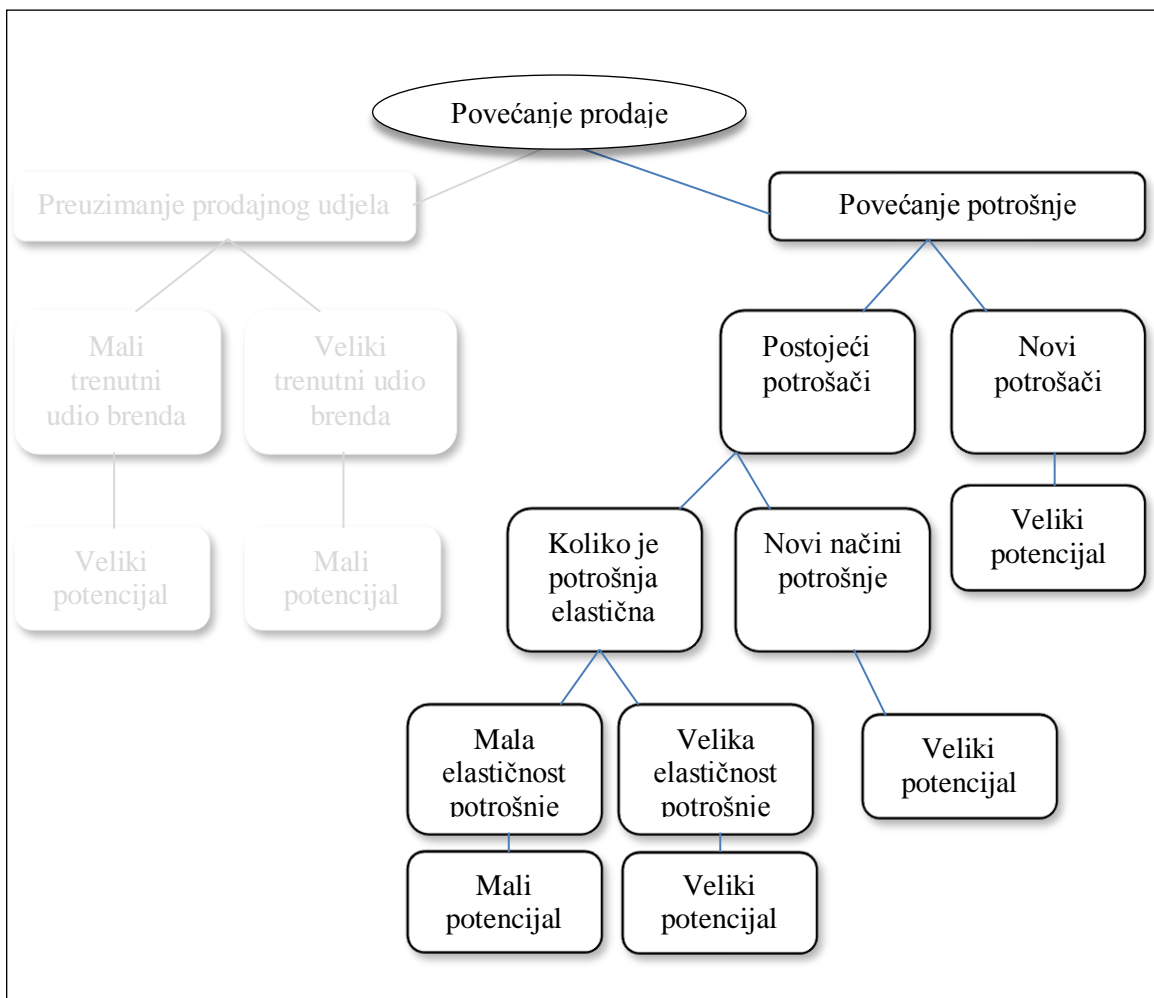 Povećanje prodaje
Preuzimanje prodajnog udjela
Povećanje potrošnje
Mali
trenutni
udio brenda
Veliki
trenutni udio
brenda
Postojeći
potrošači
Novi
potrošači
Veliki
potencijal
Mali
potencijal
Koliko je
potrošnja
elastična
Novi načini
potrošnje
Veliki
potencijal
Mala
elastičnost
potrošnje
Velika
elastičnost
potrošnje
Veliki
potencijal
Mali
potencijal
Veliki
potencijal